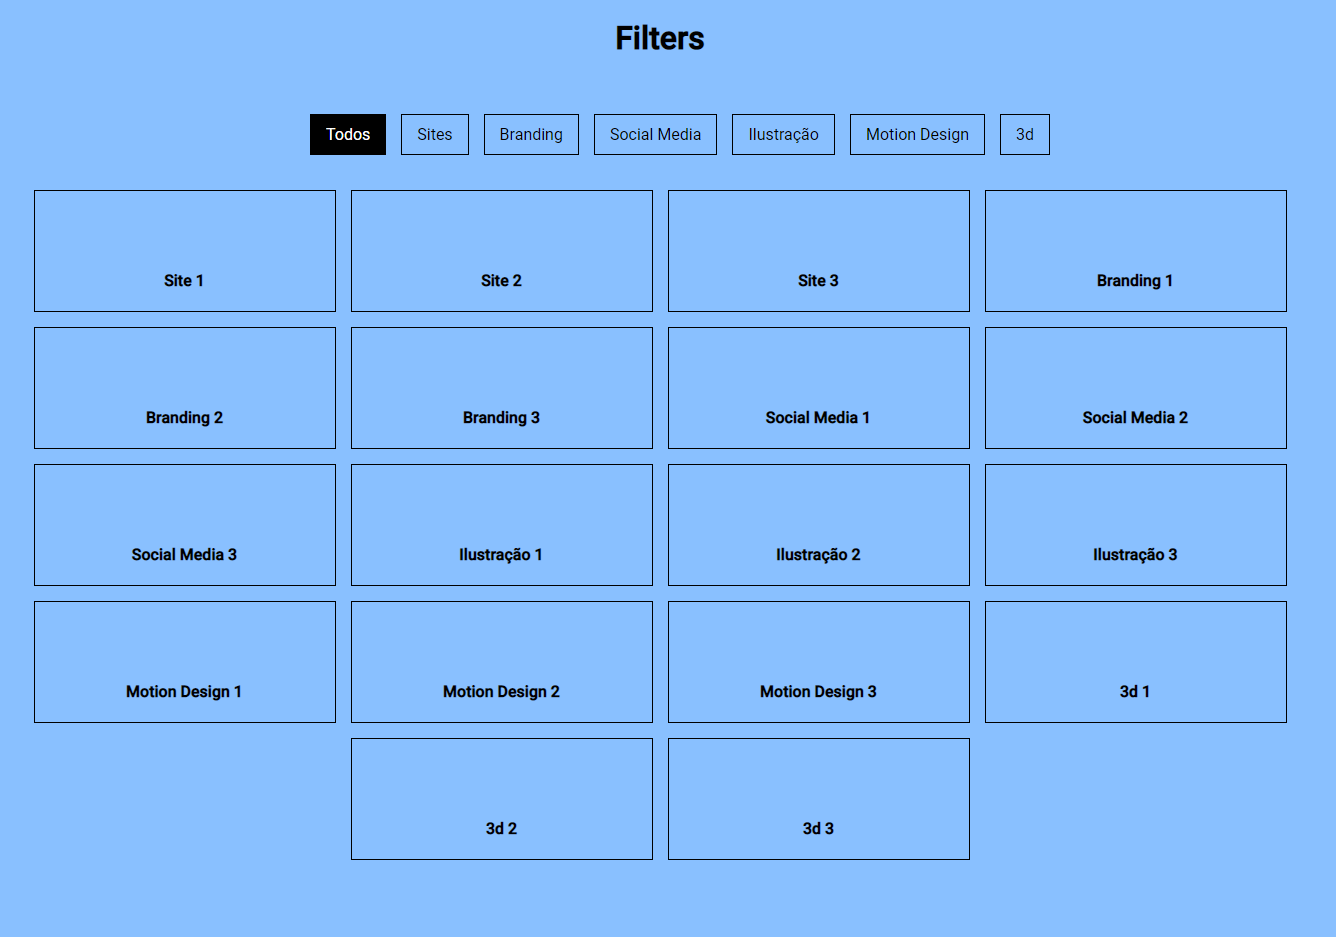 Filters
Todos
Sites
Branding
Social Media
Ilustração
Motion Design
3d
Site 1
Site 2
Site 3
Branding 1
Branding 2
Branding 3
Social Media 1
Social Media 2
Social Media 3
Ilustração 1
Ilustração 2
Ilustração 3
Motion Design 1
Motion Design 2
Motion Design 3
3d 1
3d 2
3d 3